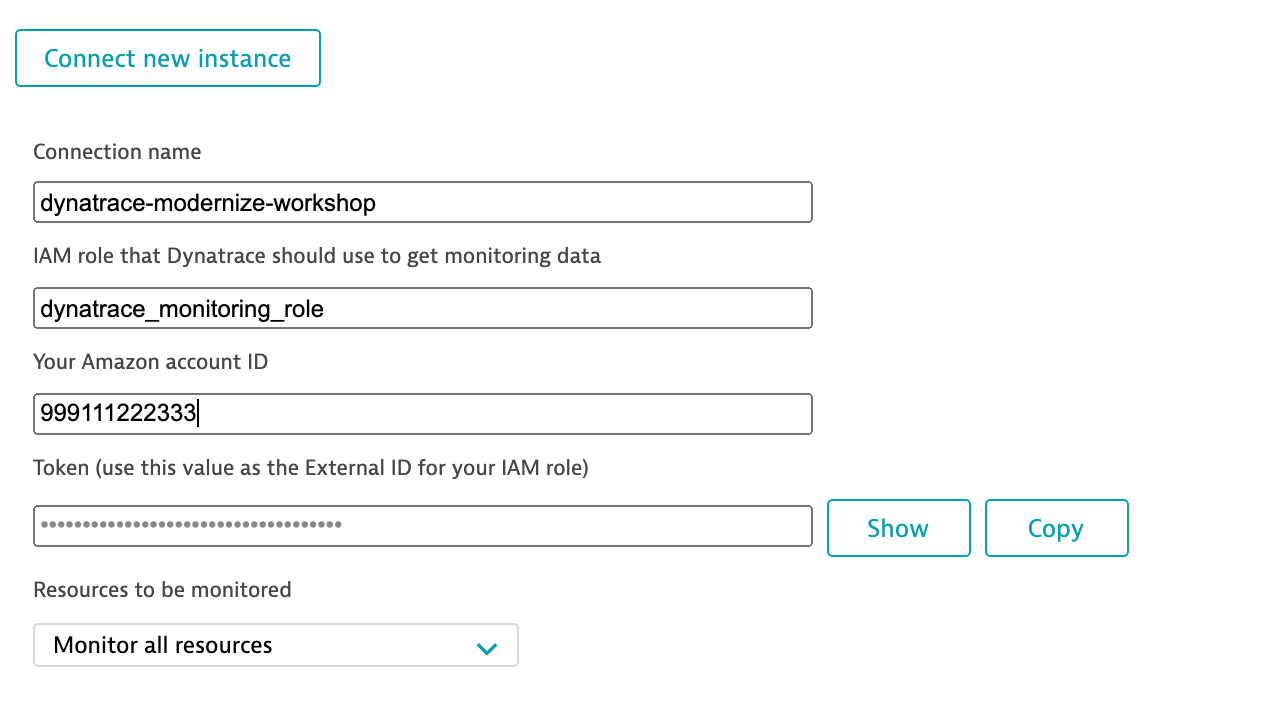 Connect new instance
Connection name
dynatrace-modernize-workshop
IAM role that Dynatrace should use to get monitoring data
dynatrace_monitoring_role
Your Amazon account ID
999111222333
Token (use this value as the External ID for your IAM role)
••••••••••••••••••••••••••••••••••••
Show
Copy
Resources to be monitored
Monitor all resources